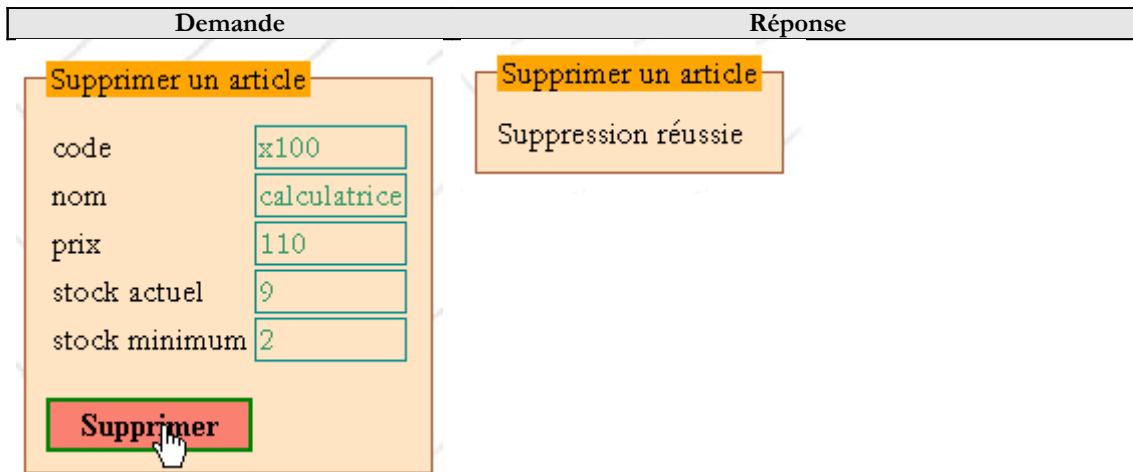 Demande Réponse
Supprimer un article
code x100
nom calculatrice
prix 110
stock actuel 9
stock minimum 2
Supprimer
Supprimer un article
Suppression réussie